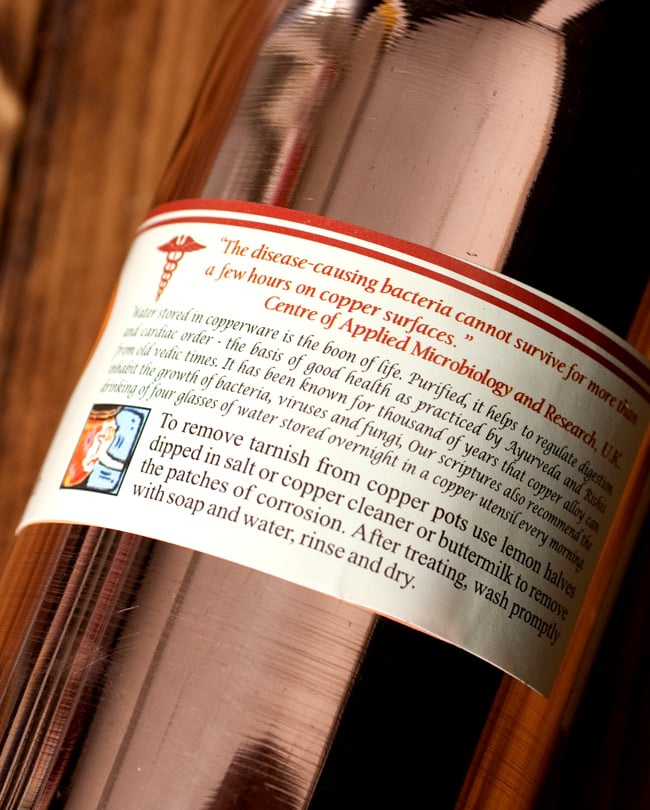 "The disease-causing bacteria cannot survive for more than
a few hours on copper surfaces."
Centre of Applied Microbiology and Research, U.K.
Water stored in copperware is the boon of life. Purified, it helps to regulate digestion
and cardiac order - the basis of good health as practiced by Ayurveda and Rishis
from old vedic times. It has been known for thousand of years that copper alloy can
inhabit the growth of bacteria, viruses and fungi, Our scriptures also recommend the
drinking of four glasses of water stored overnight in a copper utensil every morning.
To remove tarnish from copper pots use lemon halves
dipped in salt or copper cleaner or buttermilk to remove
the patches of corrosion. After treating, wash promptly
with soap and water, rinse and dry.